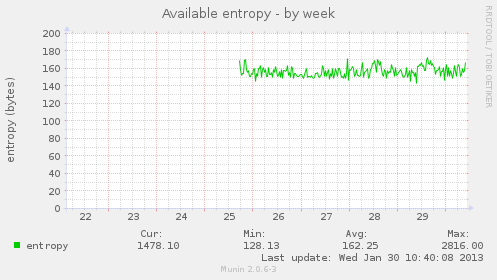 Available entropy - by week
RRDTOOL / TOBI OETIKER
entropy (bytes)
200
180
160
140
120
100
80
60
40
20
0
22 23 24 25 26 27 28 29
Cur: Min: Avg: Max:
entropy 1478.10 128.13 162.25 2816.00
Last update: Wed Jan 30 10:40:08 2013
Munin 2.0.6-3